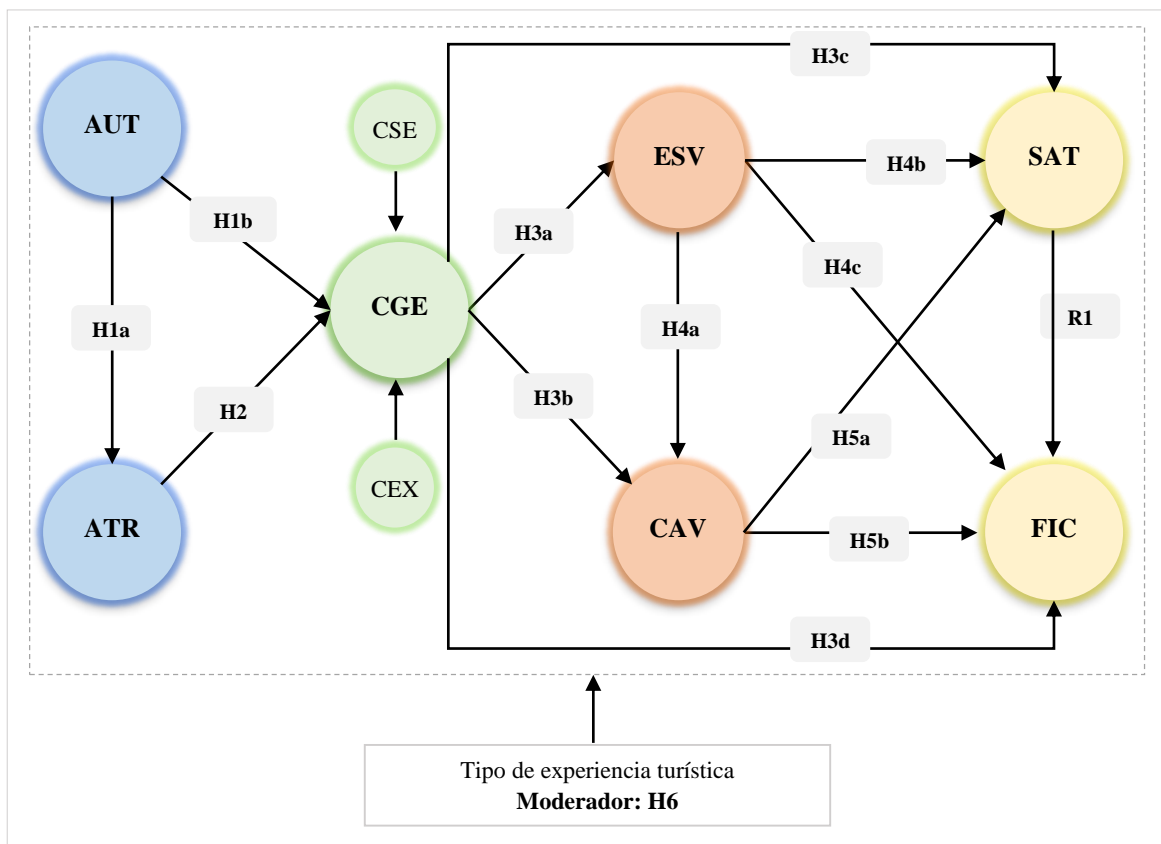 H3c
AUT
CSE
ESV
H4b
SAT
H1b
H3a
H4c
CGE
H1a
H4a
R1
H3b
H2
H5a
CEX
ATR
CAV
H5b
FIC
H3d
Tipo de experiencia turística
Moderador: H6